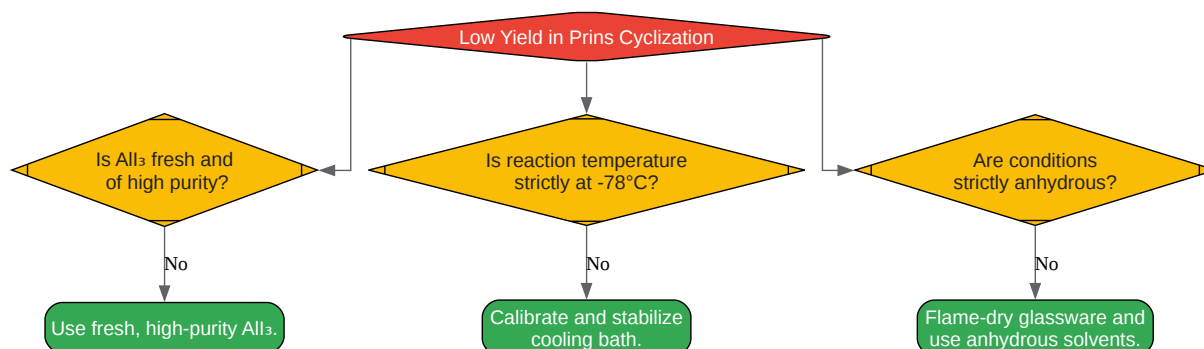 Low Yield in Prins Cyclization
Is AlI₃ fresh and
of high purity?
Is reaction temperature
strictly at -78°C?
Are conditions
strictly anhydrous?
No
No
No
Use fresh, high-purity AlI₃.
Calibrate and stabilize
cooling bath.
Flame-dry glassware and
use anhydrous solvents.